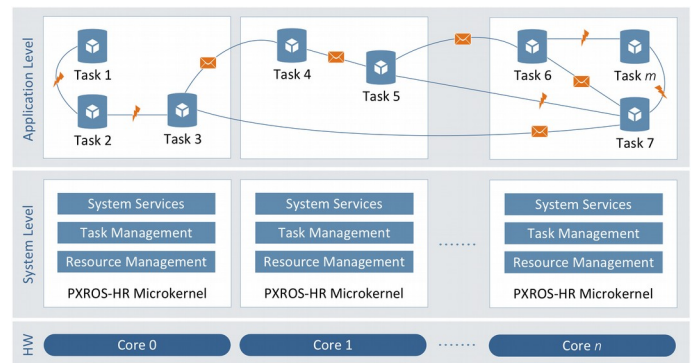 Application Level
Task 1
Task 2
Task 3
Task 4
Task 5
Task 6
Task m
Task 7
System Level
System Services
Task Management
Resource Management
PXROS-HR Microkernel
System Services
Task Management
Resource Management
PXROS-HR Microkernel
.......
System Services
Task Management
Resource Management
PXROS-HR Microkernel
HW
Core 0
Core 1
.......
Core n